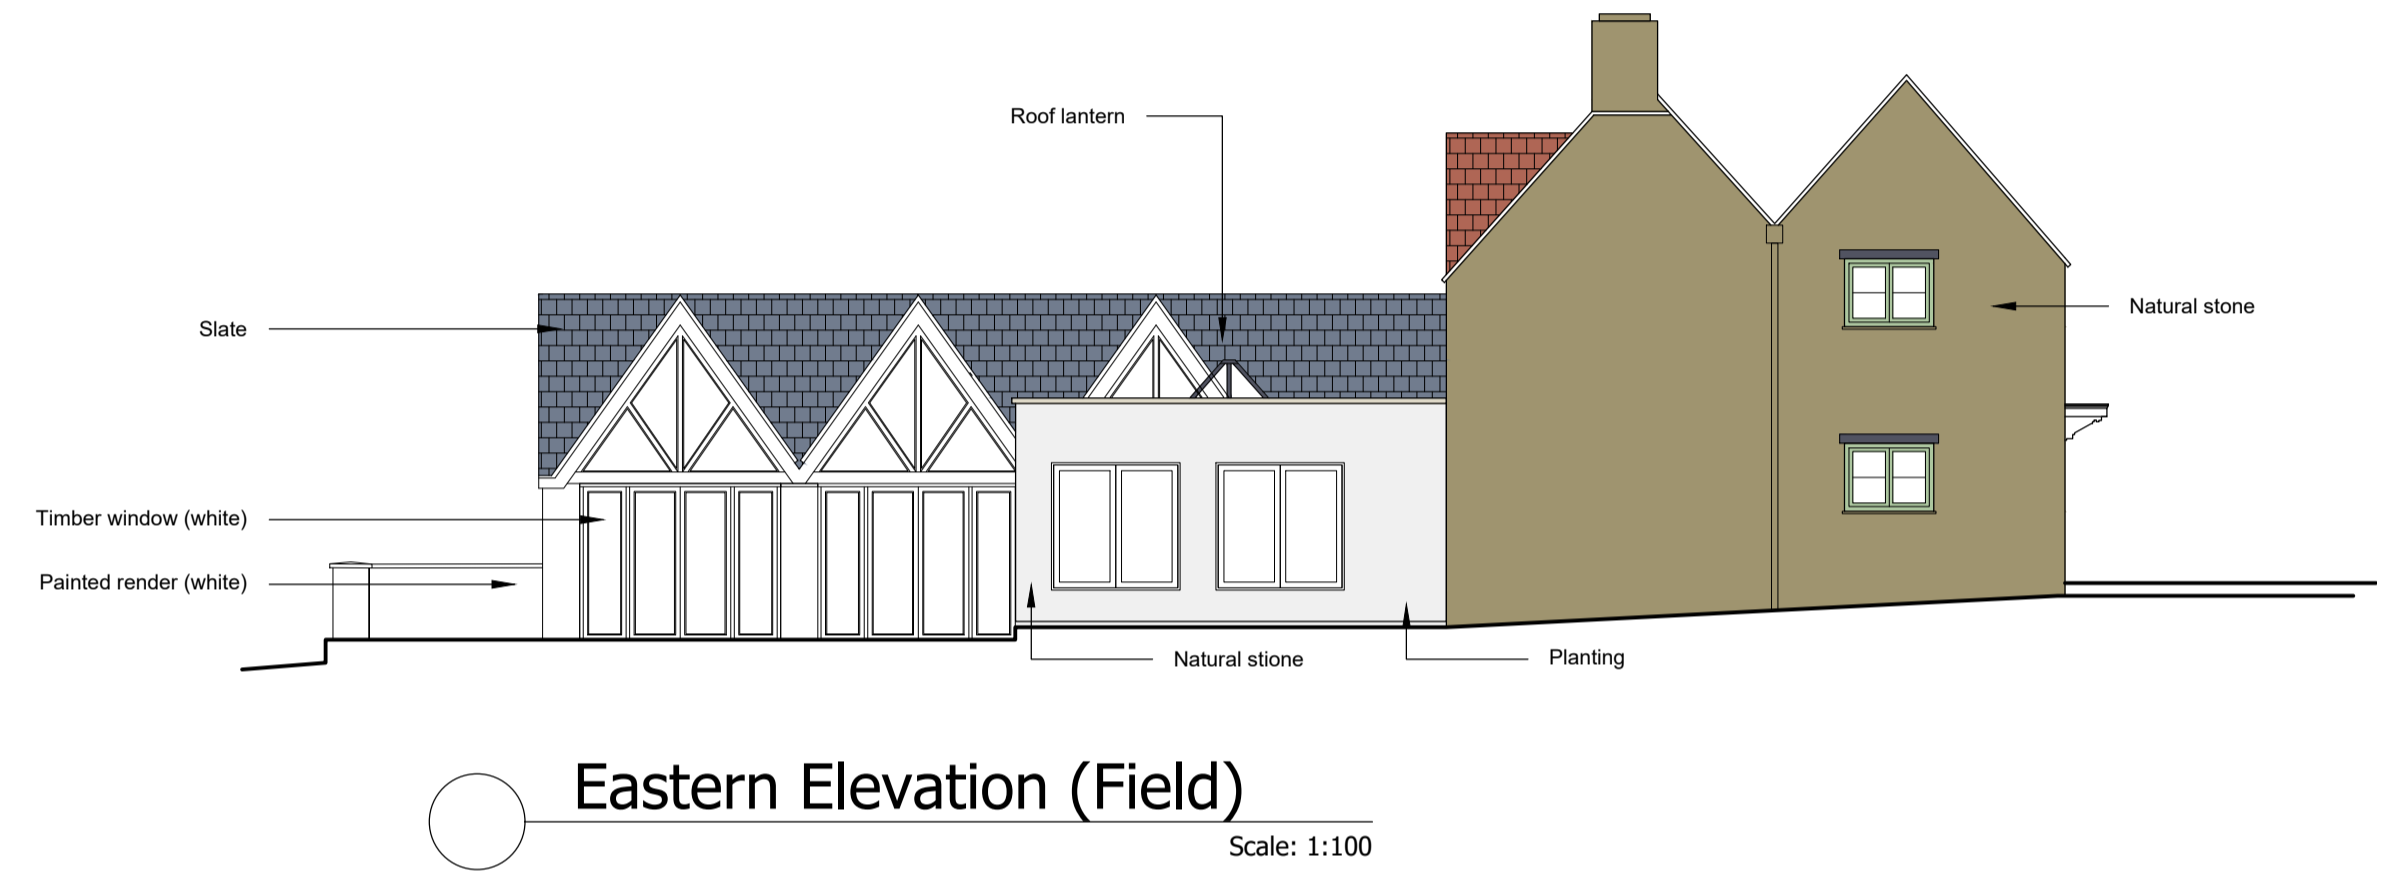 Roof lantern
Natural stone
Slate
Timber window (white)
Painted render (white)
Natural stione
Planting
Eastern Elevation (Field)
Scale: 1:100